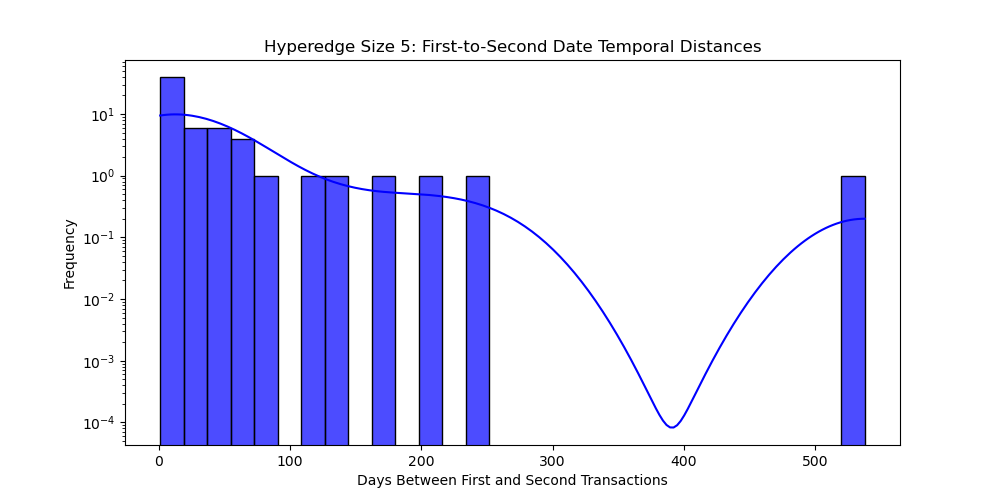 Hyperedge Size 5: First-to-Second Date Temporal Distances
Frequency
10¹
10⁰
10⁻¹
10⁻²
10⁻³
10⁻⁴
0 100 200 300 400 500
Days Between First and Second Transactions